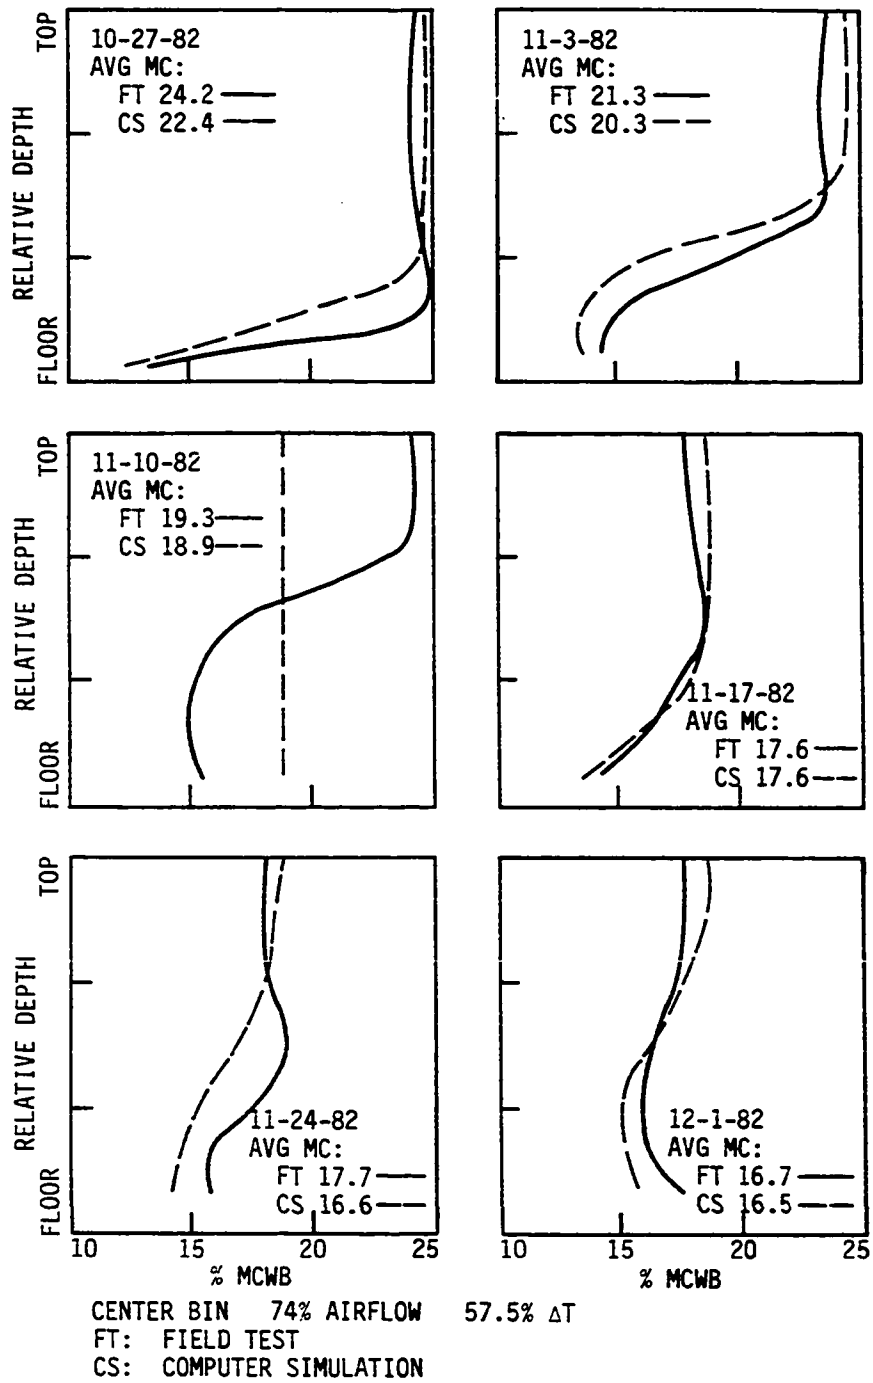 TOP
RELATIVE DEPTH
FLOOR
10-27-82
AVG MC:
FT 24.2
CS 22.4
11-3-82
AVG MC:
FT 21.3
CS 20.3
TOP
RELATIVE DEPTH
FLOOR
11-10-82
AVG MC:
FT 19.3
CS 18.9
11-17-82
AVG MC:
FT 17.6
CS 17.6
TOP
RELATIVE DEPTH
FLOOR
11-24-82
AVG MC:
FT 17.7
CS 16.6
10 15 20 25
% MCWB
12-1-82
AVG MC:
FT 16.7
CS 16.5
10 15 20 25
% MCWB
CENTER BIN 74% AIRFLOW 57.5% ΔT
FT: FIELD TEST
CS: COMPUTER SIMULATION